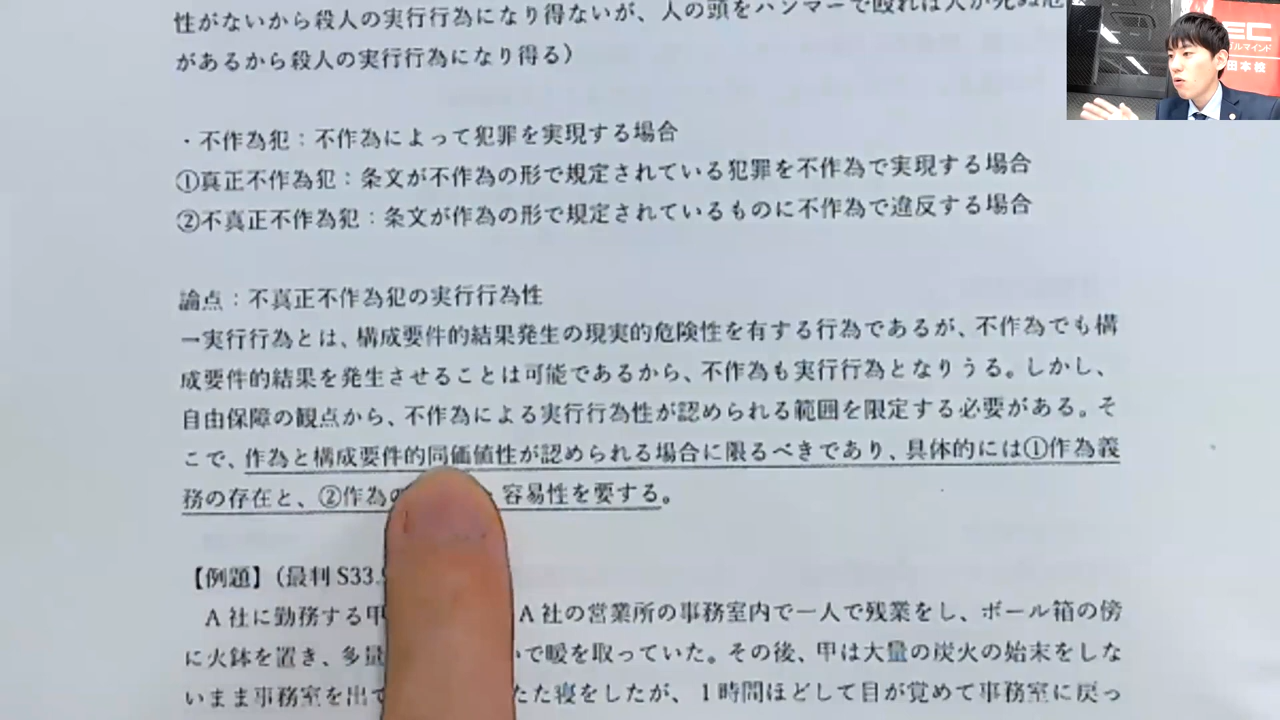 性がないから殺人の実行行為になり得ないが、人の頭をハンマーで殴れば人が死ぬ危
があるから殺人の実行行為になり得る）
・不作為犯：不作為によって犯罪を実現する場合
①真正不作為犯：条文が不作為の形で規定されている犯罪を不作為で実現する場合
②不真正不作為犯：条文が作為の形で規定されているものに不作為で違反する場合
論点：不真正不作為犯の実行行為性
一実行行為とは、構成要件的結果発生の現実的危険性を有する行為であるが、不作為でも構
成要件的結果を発生させることは可能であるから、不作為も実行行為となりうる。しかし、
自由保障の観点から、不作為による実行行為性が認められる範囲を限定する必要がある。そ
こで、作為と構成要件的同価値性が認められる場合に限るべきであり、具体的には①作為義
務の存在と、②作為の 容易性を要する。
【例題】（最判 S33.9
A 社に勤務する甲 A 社の営業所の事務室内で一人で残業をし、ボール箱の傍
に火鉢を置き、多量 いで暖を取っていた。その後、甲は大量の炭火の始末をしな
いまま事務室を出て たた寝をしたが、１時間ほどして目が覚めて事務室に戻っ
EC
ルマインド
田本校